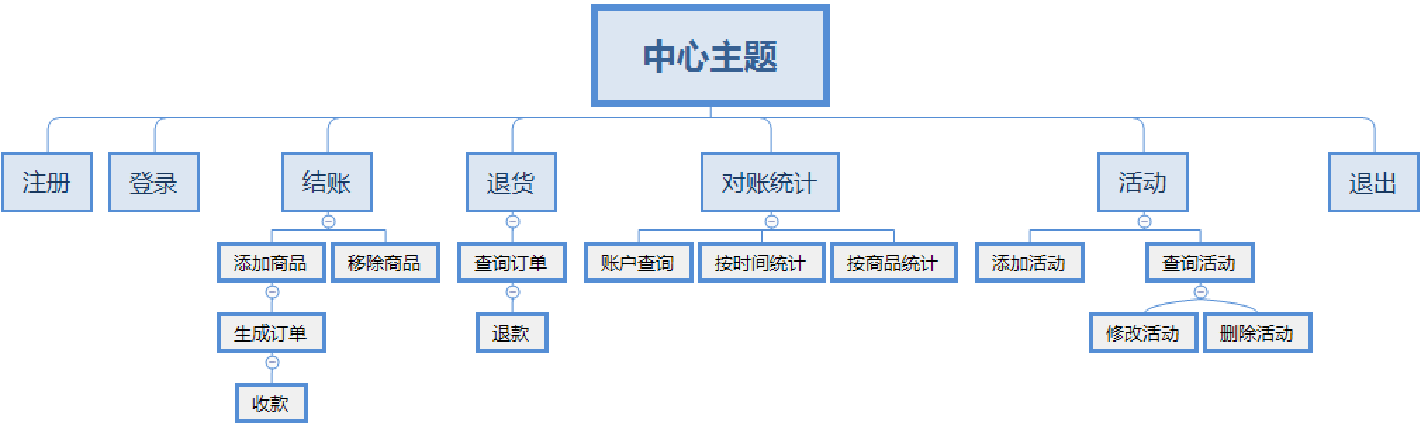 中心主题
注册
登录
结账
退货
对账统计
活动
退出
添加商品
移除商品
查询订单
账户查询
按时间统计
按商品统计
添加活动
查询活动
生成订单
退款
修改活动
删除活动
收款